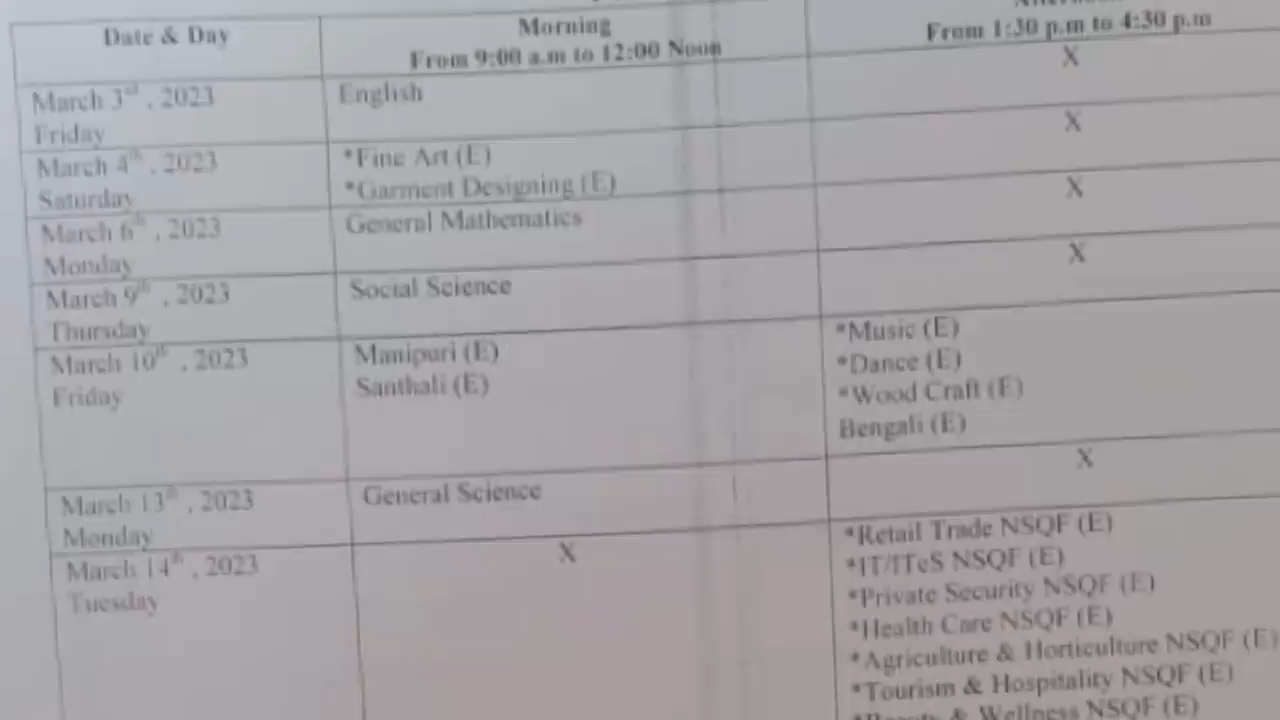 Date & Day
Morning
From 9:00 a.m to 12:00 Noon
From 1:30 p.m to 4:30 p.m
March 3rd , 2023
Friday
English
X
March 4th , 2023
Saturday
*Fine Art (E)
*Garment Designing (E)
X
March 6th , 2023
Monday
General Mathematics
X
March 9th , 2023
Thursday
Social Science
X
March 10th , 2023
Friday
Manipuri (E)
Santhali (E)
*Music (E)
*Dance (E)
*Wood Craft (E)
Bengali (E)
March 13th , 2023
Monday
General Science
X
March 14th , 2023
Tuesday
X
*Retail Trade NSQF (E)
*IT/ITeS NSQF (E)
*Private Security NSQF (E)
*Health Care NSQF (E)
*Agriculture & Horticulture NSQF (E)
*Tourism & Hospitality NSQF (E)
& Wellness NSQF (E)